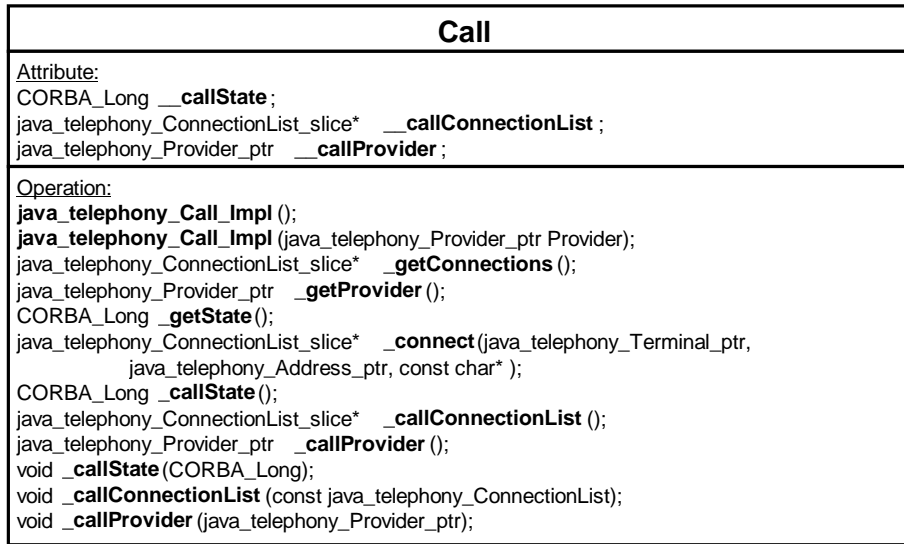 Call
Attribute:
CORBA_Long __callState ;
java_telephony_ConnectionList_slice* __callConnectionList ;
java_telephony_Provider_ptr __callProvider ;
Operation:
java_telephony_Call_Impl ();
java_telephony_Call_Impl (java_telephony_Provider_ptr Provider);
java_telephony_ConnectionList_slice* _getConnections ();
java_telephony_Provider_ptr _getProvider ();
CORBA_Long _getState();
java_telephony_ConnectionList_slice* _connect (java_telephony_Terminal_ptr,
java_telephony_Address_ptr, const char* );
CORBA_Long _callState ();
java_telephony_ConnectionList_slice* _callConnectionList ();
java_telephony_Provider_ptr _callProvider ();
void _callState (CORBA_Long);
void _callConnectionList (const java_telephony_ConnectionList);
void _callProvider (java_telephony_Provider_ptr);